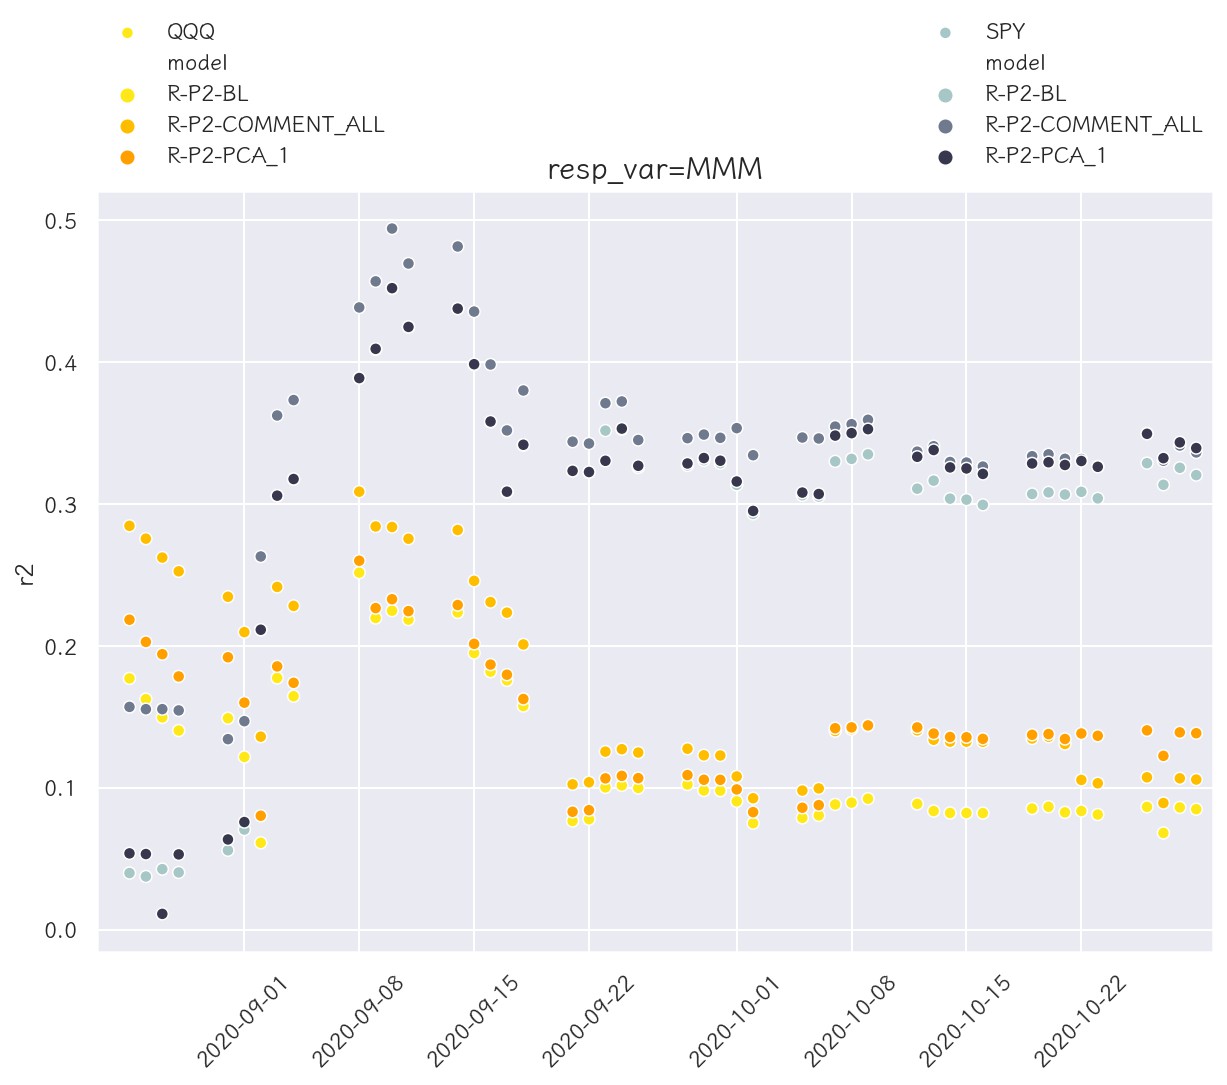 QQQ
model
R-P2-BL
R-P2-COMMENT_ALL
R-P2-PCA_1
SPY
model
R-P2-BL
R-P2-COMMENT_ALL
R-P2-PCA_1
resp_var=MMM
0.5
0.4
0.3
0.2
0.1
0.0
r2
2020-09-01
2020-09-08
2020-09-15
2020-09-22
2020-10-01
2020-10-08
2020-10-15
2020-10-22